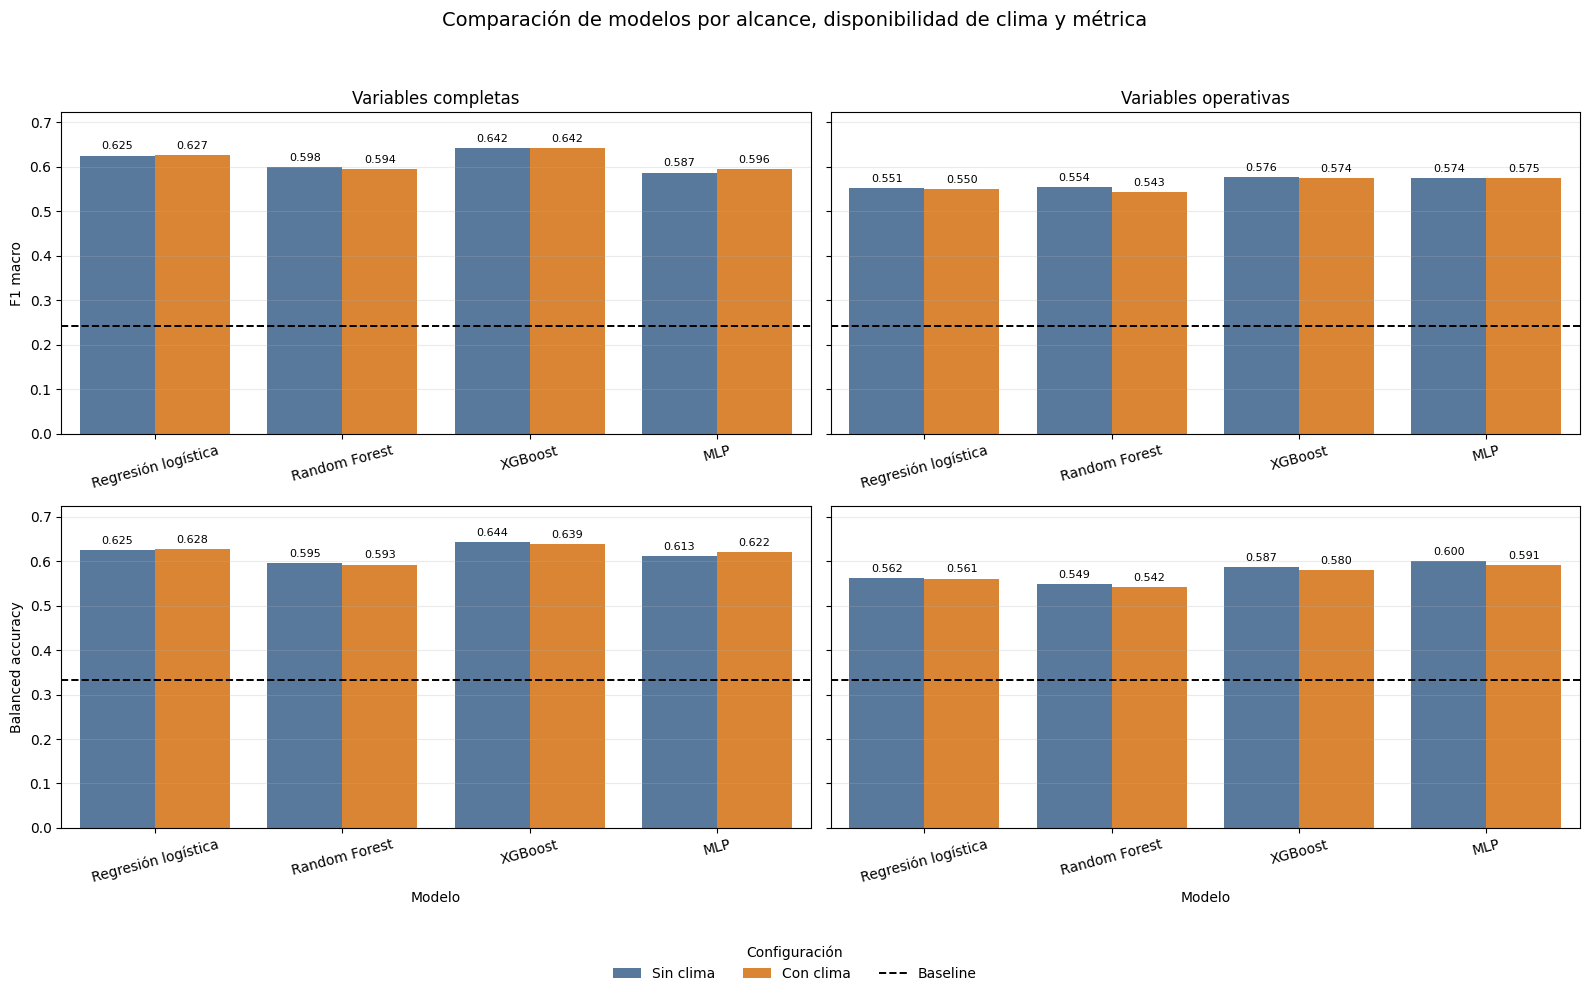 Comparación de modelos por alcance, disponibilidad de clima y métrica
Variables completas
Variables operativas
F1 macro
0.7
0.6
0.5
0.4
0.3
0.2
0.1
0.0
0.625
0.627
0.598
0.594
0.642
0.642
0.587
0.596
0.551
0.550
0.554
0.543
0.576
0.574
0.574
0.575
Regresión logística
Random Forest
XGBoost
MLP
Regresión logística
Random Forest
XGBoost
MLP
Balanced accuracy
0.7
0.6
0.5
0.4
0.3
0.2
0.1
0.0
0.625
0.628
0.595
0.593
0.644
0.639
0.613
0.622
0.562
0.561
0.549
0.542
0.587
0.580
0.600
0.591
Regresión logística
Random Forest
XGBoost
MLP
Regresión logística
Random Forest
XGBoost
MLP
Modelo
Modelo
Configuración
Sin clima
Con clima
Baseline